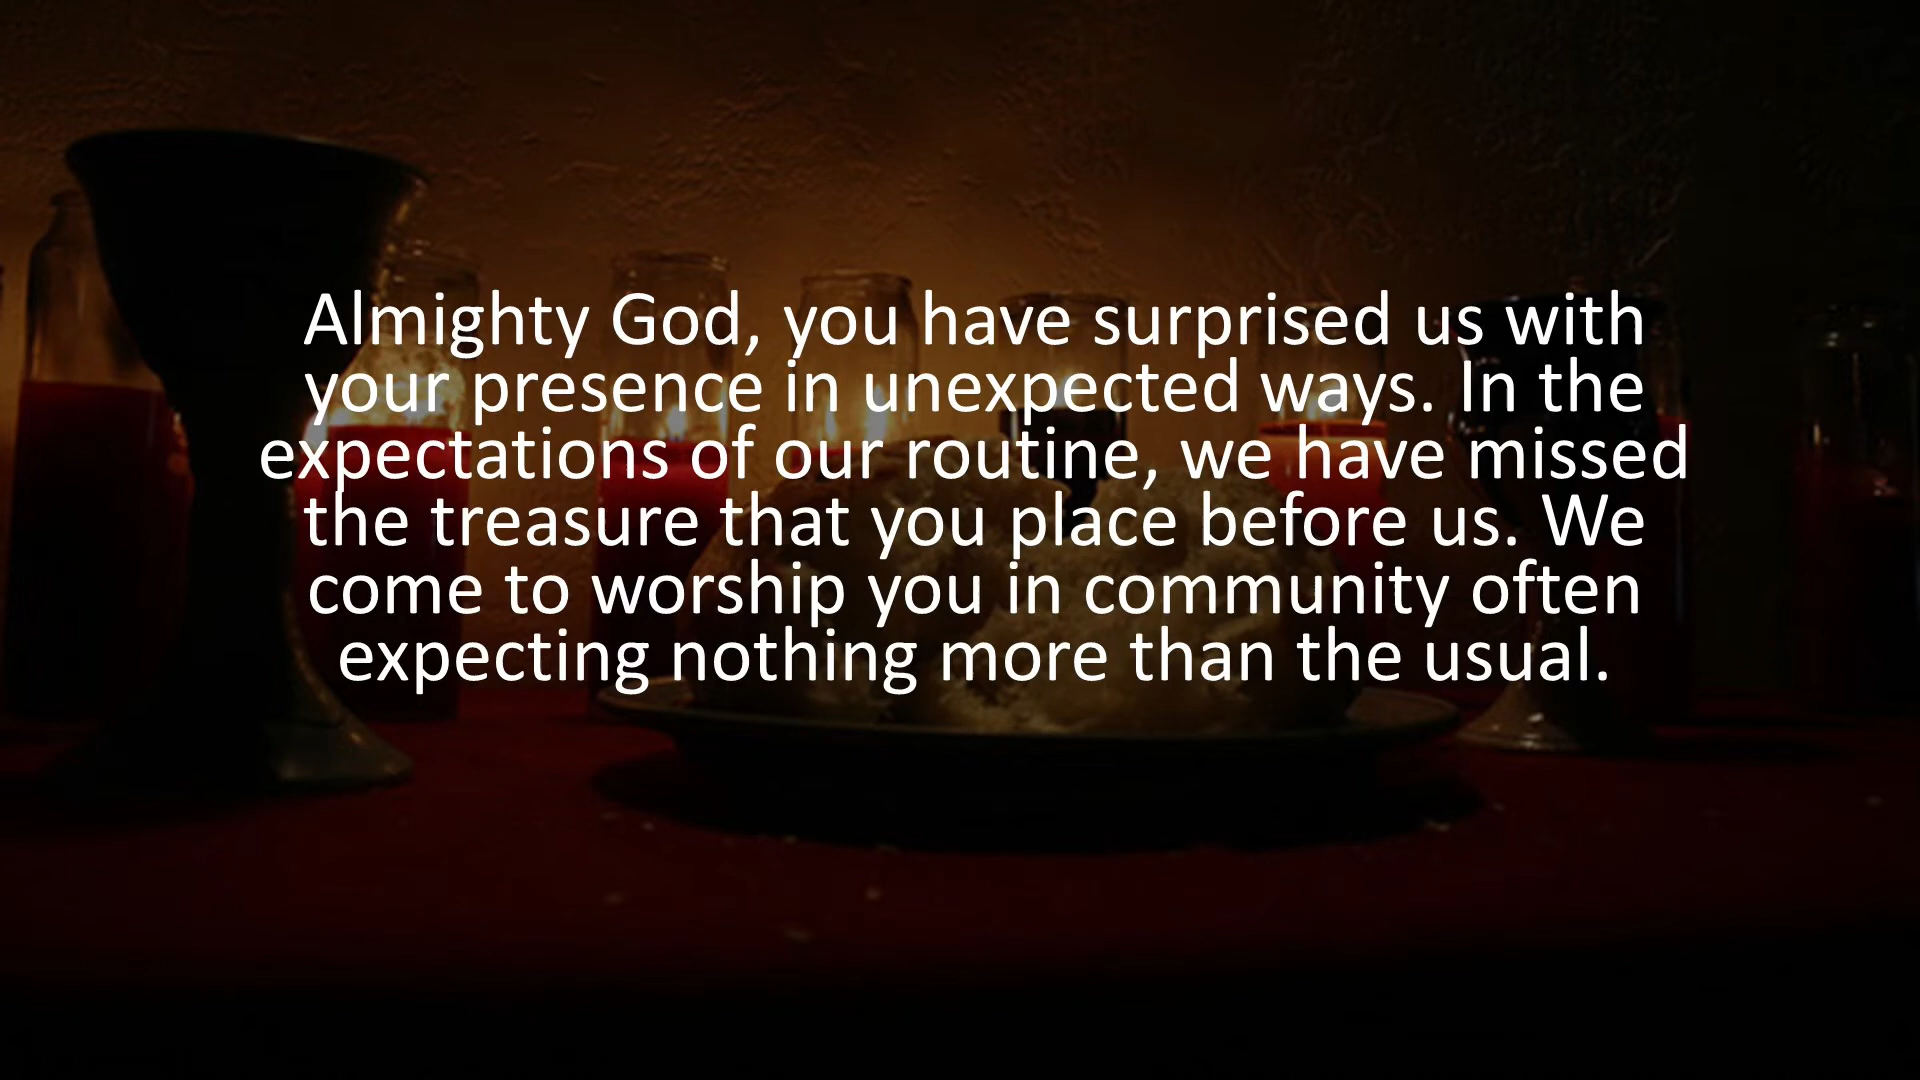 Almighty God, you have surprised us with
your presence in unexpected ways. In the
expectations of our routine, we have missed
the treasure that you place before us. We
come to worship you in community often
expecting nothing more than the usual.